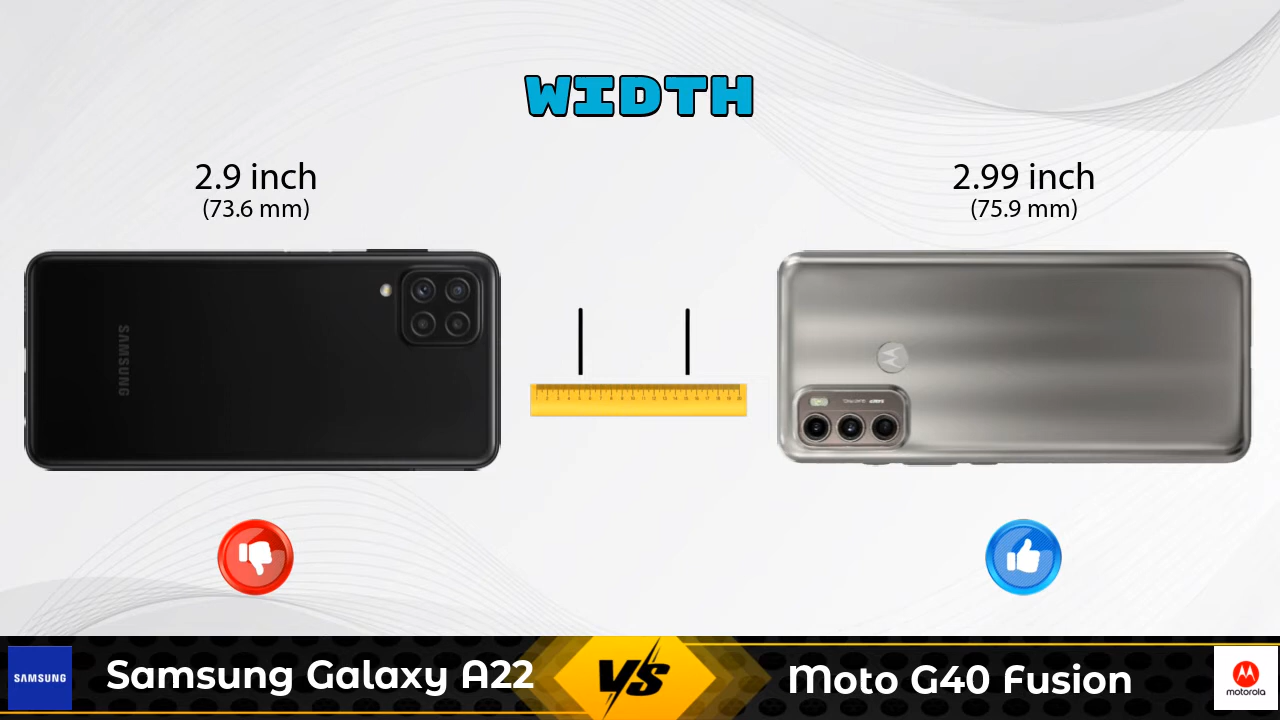 WIDTH
2.9 inch
(73.6 mm)
2.99 inch
(75.9 mm)
SAMSUNG
SAMSUNG
Samsung Galaxy A22
VS
Moto G40 Fusion
motorola